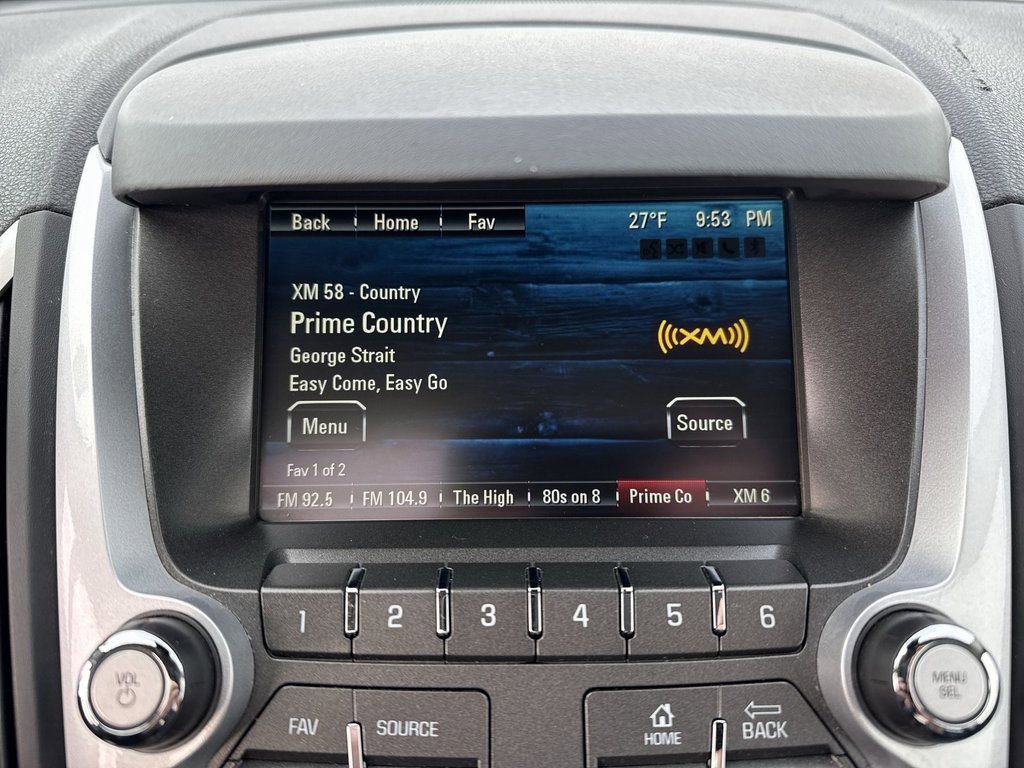 Back Home Fav 27°F 9:53 PM
XM 58 - Country
Prime Country
((XM))
George Strait
Easy Come, Easy Go
Menu Source
Fav 1 of 2
FM 92.5 FM 104.9 The High 80s on 8 Prime Co XM 6
1 2 3 4 5 6
VOL
MENU
SEL
FAV SOURCE
HOME BACK